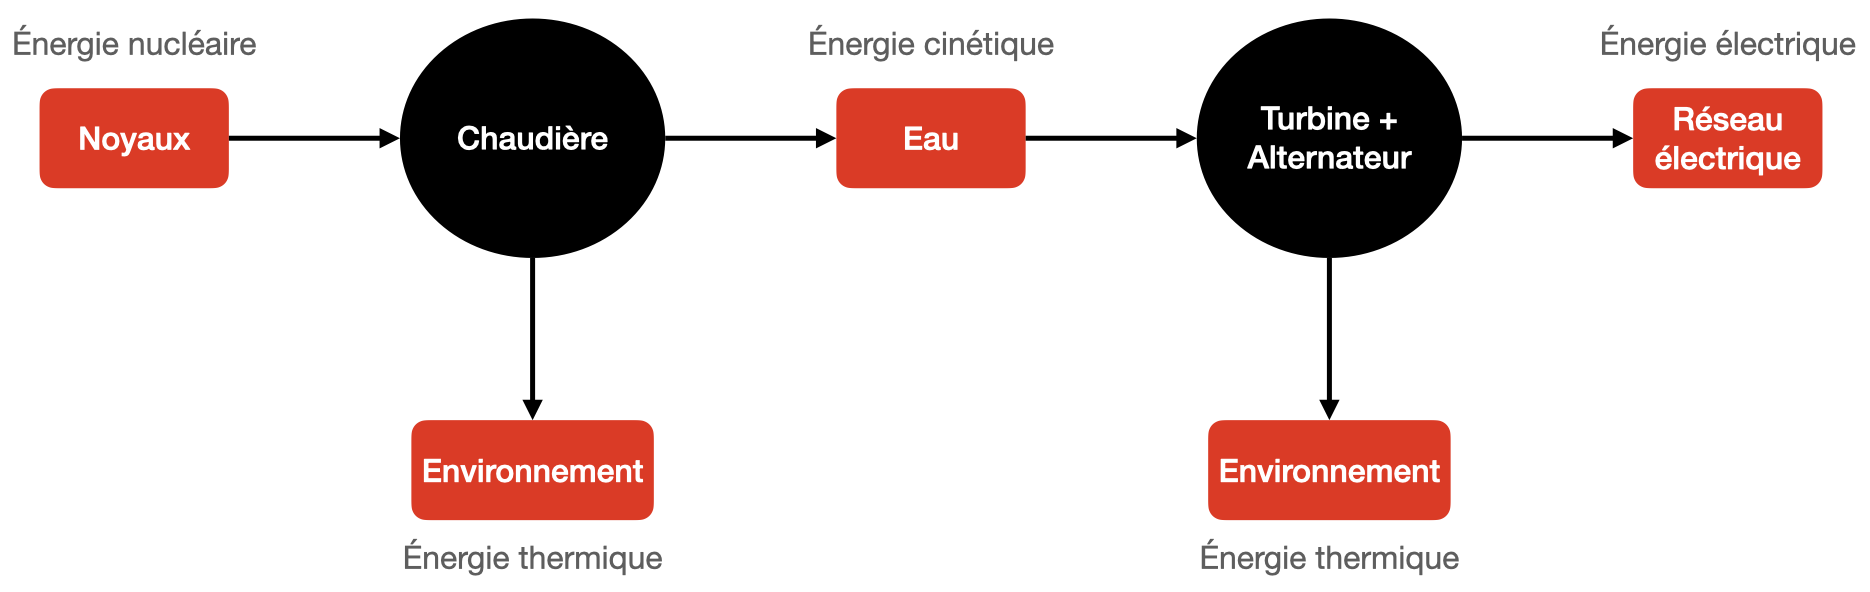 Énergie nucléaire
Énergie cinétique
Énergie électrique
Noyaux
Chaudière
Eau
Turbine +
Alternateur
Réseau
électrique
Environnement
Environnement
Énergie thermique
Énergie thermique